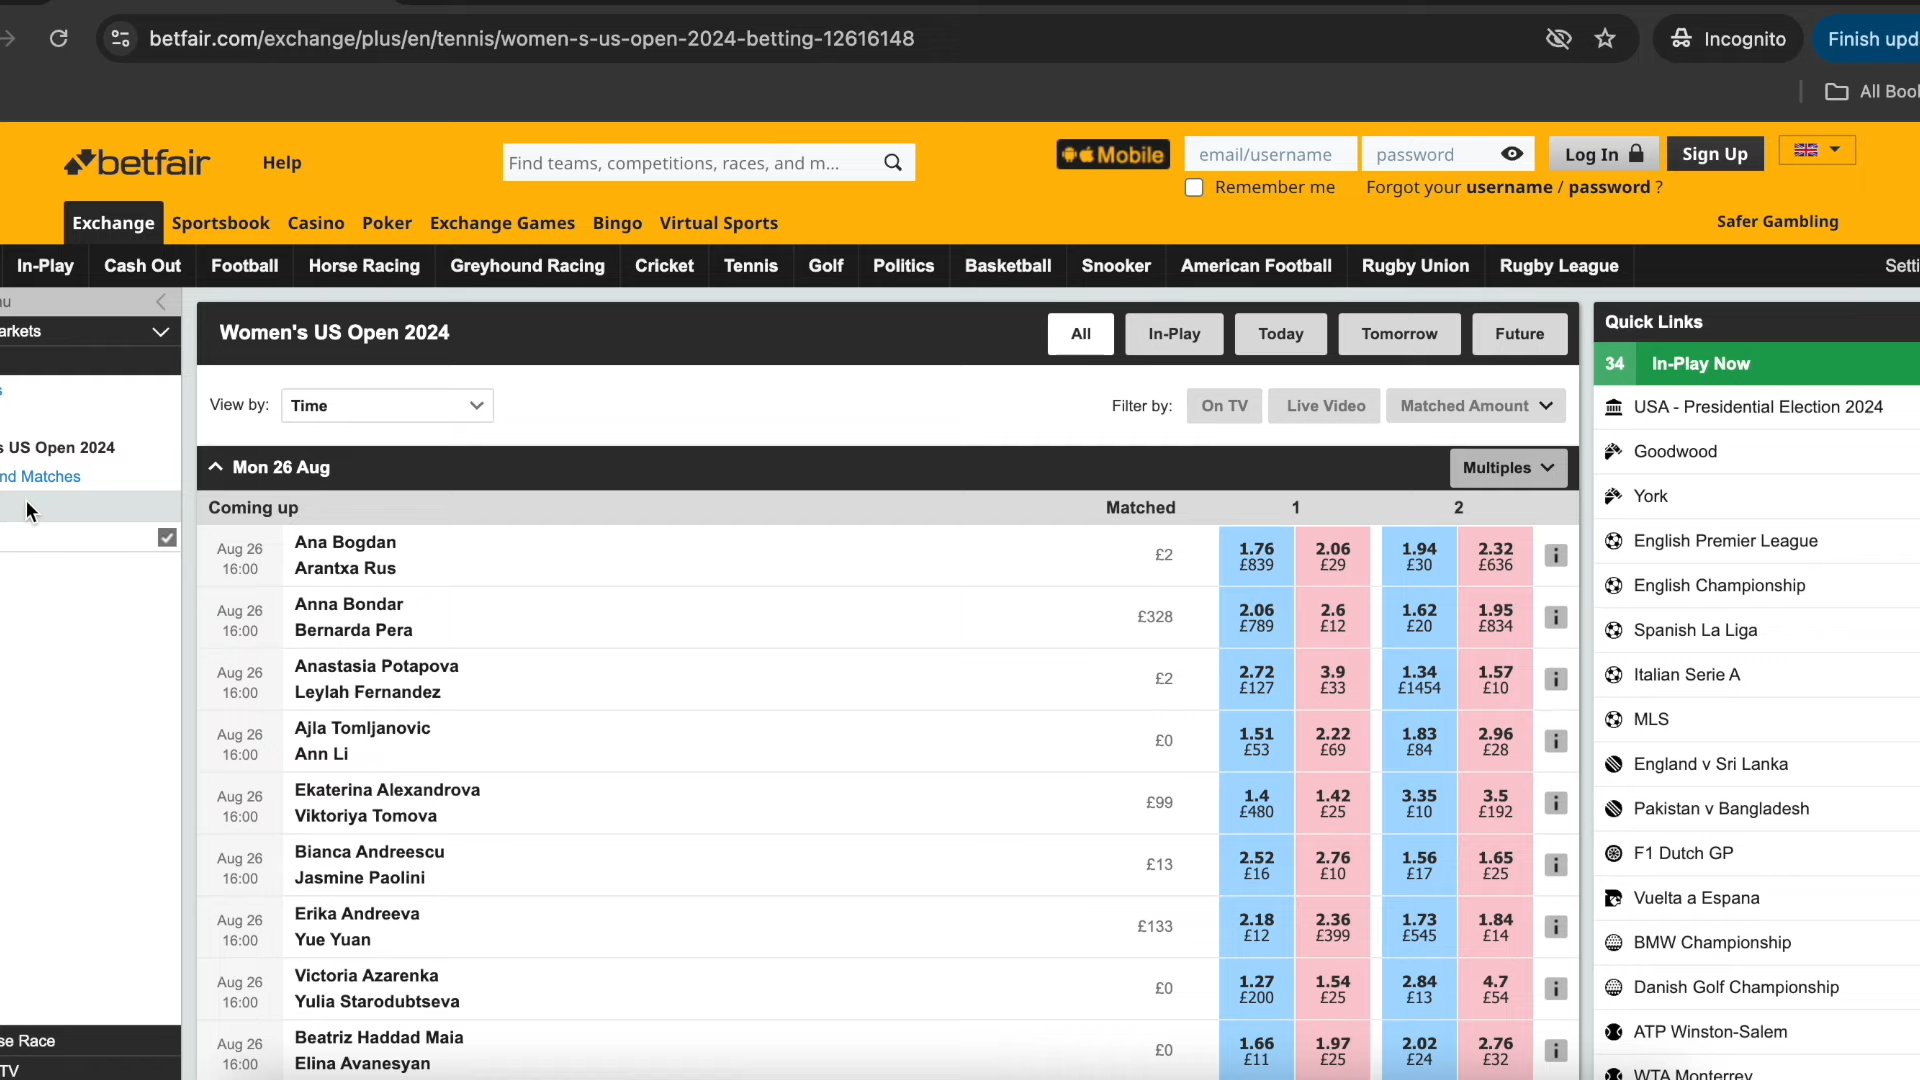 betfair.com/exchange/plus/en/tennis/women-s-us-open-2024-betting-12616148
Incognito
Finish upd
All Bool
betfair
Help
Find teams, competitions, races, and m...
Mobile
email/username
password
Log In
Sign Up
Remember me
Forgot your username / password ?
Exchange Sportsbook Casino Poker Exchange Games Bingo Virtual Sports
Safer Gambling
In-Play Cash Out Football Horse Racing Greyhound Racing Cricket Tennis Golf Politics Basketball Snooker American Football Rugby Union Rugby League Setti
nu
arkets
s
s US Open 2024
nd Matches
se Race
TV
Women's US Open 2024
All In-Play Today Tomorrow Future
View by: Time
Filter by: On TV Live Video Matched Amount
Mon 26 Aug
Multiples
Coming up Matched 1 2
Aug 26 Ana Bogdan £2 1.76 2.06 1.94 2.32
16:00 Arantxa Rus £839 £29 £30 £636
Aug 26 Anna Bondar £328 2.06 2.6 1.62 1.95
16:00 Bernarda Pera £789 £12 £20 £834
Aug 26 Anastasia Potapova £2 2.72 3.9 1.34 1.57
16:00 Leylah Fernandez £127 £33 £1454 £10
Aug 26 Ajla Tomljanovic £0 1.51 2.22 1.83 2.96
16:00 Ann Li £53 £69 £84 £28
Aug 26 Ekaterina Alexandrova £99 1.4 1.42 3.35 3.5
16:00 Viktoriya Tomova £480 £25 £10 £192
Aug 26 Bianca Andreescu £13 2.52 2.76 1.56 1.65
16:00 Jasmine Paolini £16 £10 £17 £25
Aug 26 Erika Andreeva £133 2.18 2.36 1.73 1.84
16:00 Yue Yuan £12 £399 £545 £14
Aug 26 Victoria Azarenka £0 1.27 1.54 2.84 4.7
16:00 Yulia Starodubtseva £200 £25 £13 £54
Aug 26 Beatriz Haddad Maia £0 1.66 1.97 2.02 2.76
16:00 Elina Avanesyan £11 £25 £24 £32
Quick Links
34 In-Play Now
USA - Presidential Election 2024
Goodwood
York
English Premier League
English Championship
Spanish La Liga
Italian Serie A
MLS
England v Sri Lanka
Pakistan v Bangladesh
F1 Dutch GP
Vuelta a Espana
BMW Championship
Danish Golf Championship
ATP Winston-Salem
WTA Monterrey